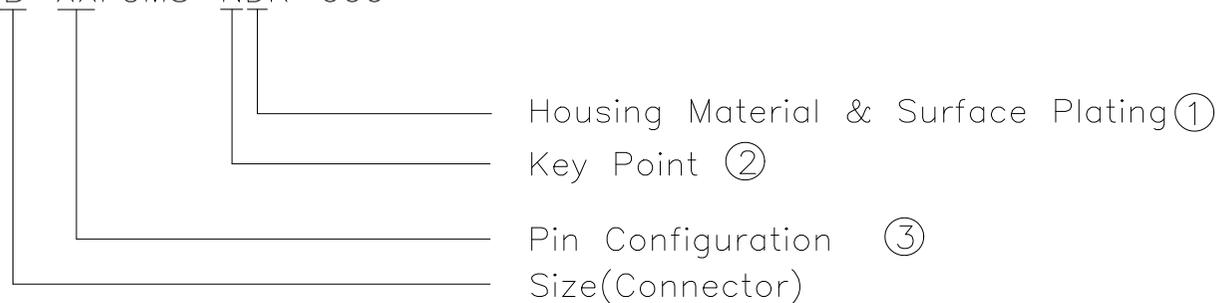 Housing Material & Surface Plating①
Key Point ②
Pin Configuration ③
Size(Connector)